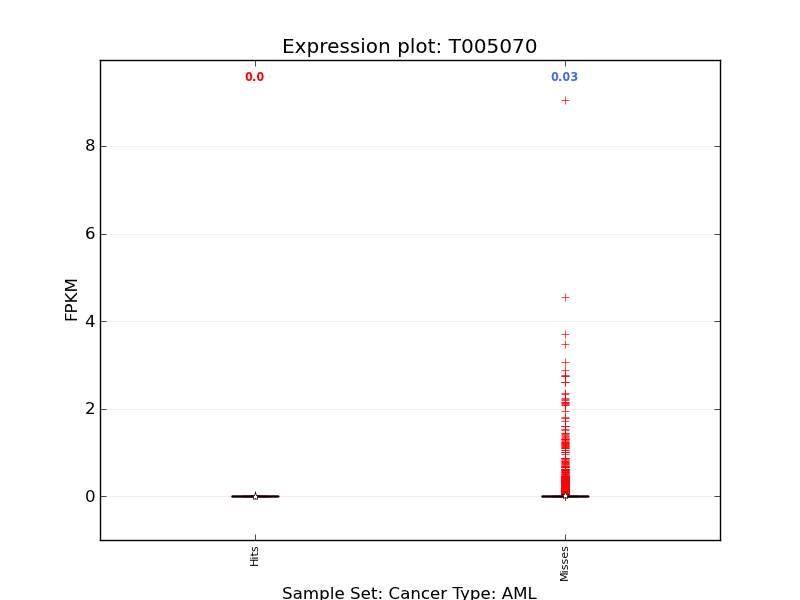 Expression plot: T005070
0.0
0.03
8
6
4
2
0
FPKM
Hits
Misses
Sample Set: Cancer Type: AML